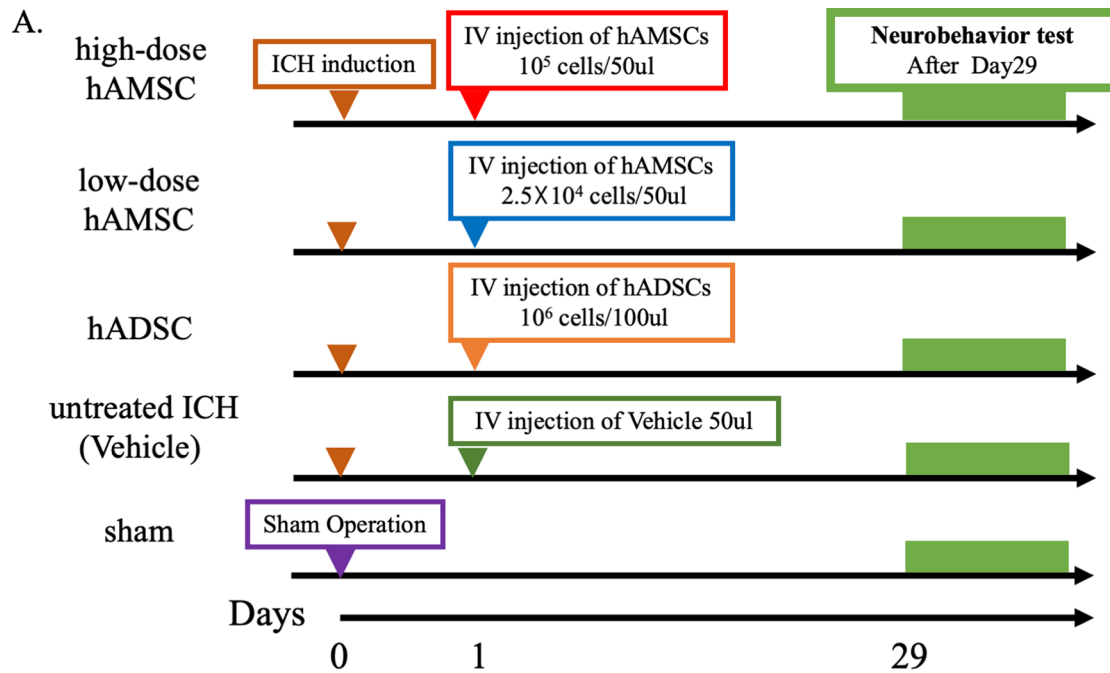 A.
high-dose
hAMSC
ICH induction
IV injection of hAMSCs
10⁵ cells/50ul
Neurobehavior test
After Day29
low-dose
hAMSC
IV injection of hAMSCs
2.5X10⁴ cells/50ul
hADSC
IV injection of hADSCs
10⁶ cells/100ul
untreated ICH
(Vehicle)
IV injection of Vehicle 50ul
sham
Sham Operation
Days
0 1 29